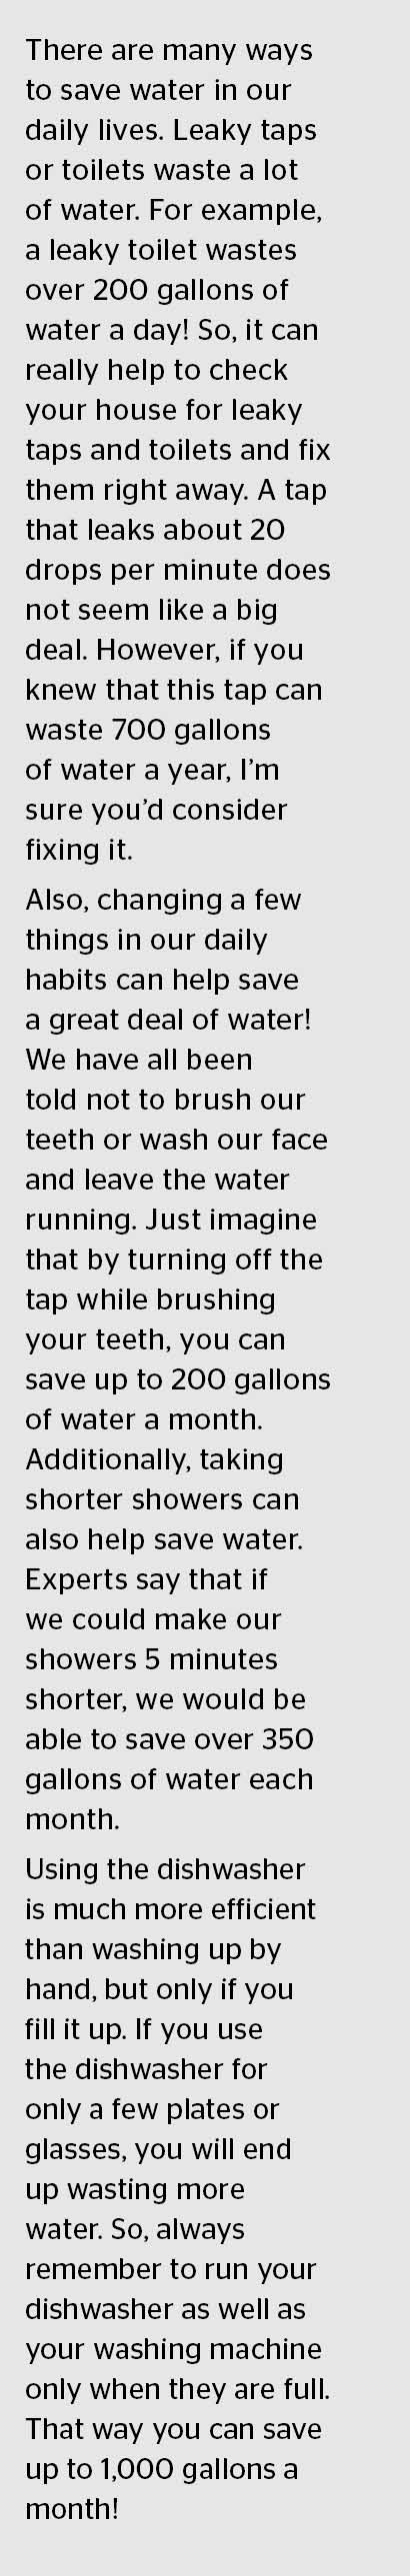 There are many ways
to save water in our
daily lives. Leaky taps
or toilets waste a lot
of water. For example,
a leaky toilet wastes
over 200 gallons of
water a day! So, it can
really help to check
your house for leaky
taps and toilets and fix
them right away. A tap
that leaks about 20
drops per minute does
not seem like a big
deal. However, if you
knew that this tap can
waste 700 gallons
of water a year, I’m
sure you’d consider
fixing it.
Also, changing a few
things in our daily
habits can help save
a great deal of water!
We have all been
told not to brush our
teeth or wash our face
and leave the water
running. Just imagine
that by turning off the
tap while brushing
your teeth, you can
save up to 200 gallons
of water a month.
Additionally, taking
shorter showers can
also help save water.
Experts say that if
we could make our
showers 5 minutes
shorter, we would be
able to save over 350
gallons of water each
month.
Using the dishwasher
is much more efficient
than washing up by
hand, but only if you
fill it up. If you use
the dishwasher for
only a few plates or
glasses, you will end
up wasting more
water. So, always
remember to run your
dishwasher as well as
your washing machine
only when they are full.
That way you can save
up to 1,000 gallons a
month!